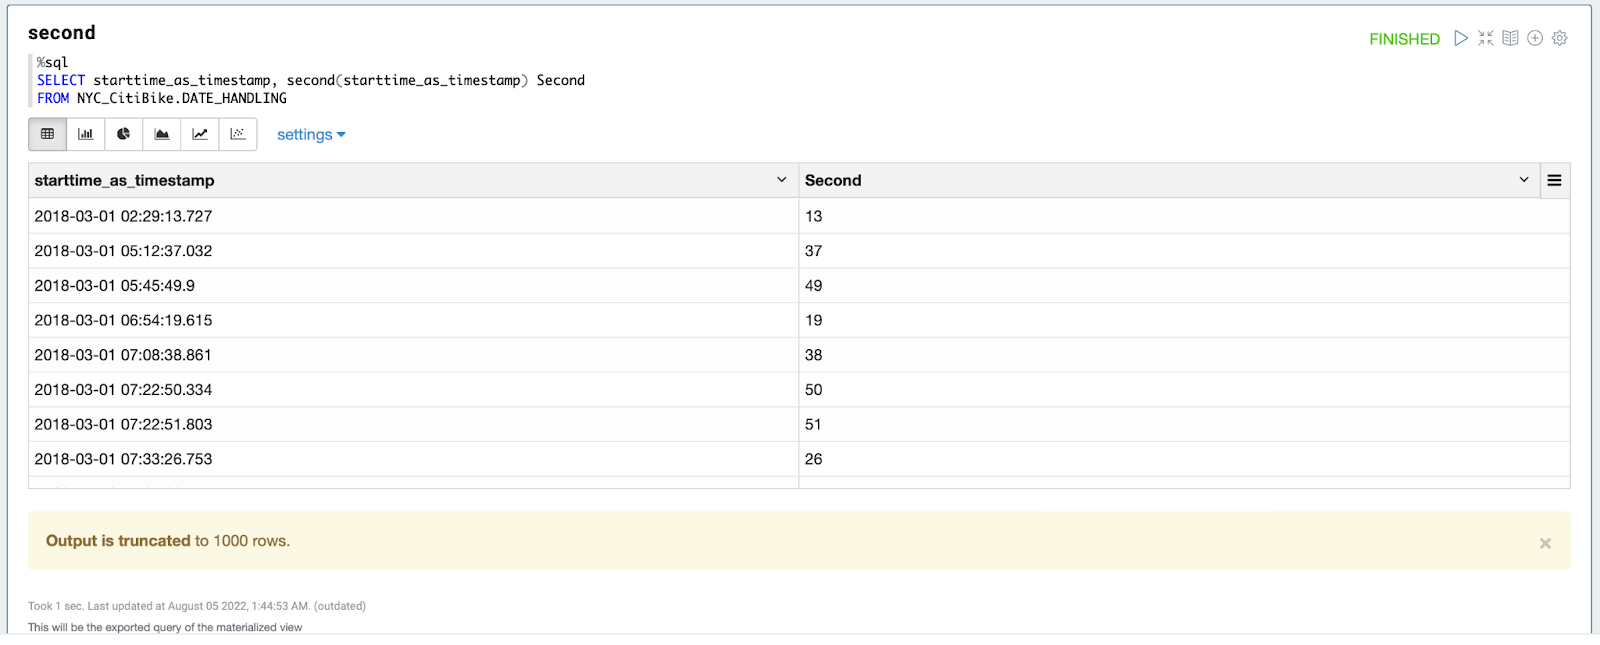 second
FINISHED
%sql
SELECT starttime_as_timestamp, second(starttime_as_timestamp) Second
FROM NYC_CitiBike.DATE_HANDLING
settings
starttime_as_timestamp Second
2018-03-01 02:29:13.727 13
2018-03-01 05:12:37.032 37
2018-03-01 05:45:49.9 49
2018-03-01 06:54:19.615 19
2018-03-01 07:08:38.861 38
2018-03-01 07:22:50.334 50
2018-03-01 07:22:51.803 51
2018-03-01 07:33:26.753 26
Output is truncated to 1000 rows.
Took 1 sec. Last updated at August 05 2022, 1:44:53 AM. (outdated)
This will be the exported query of the materialized view